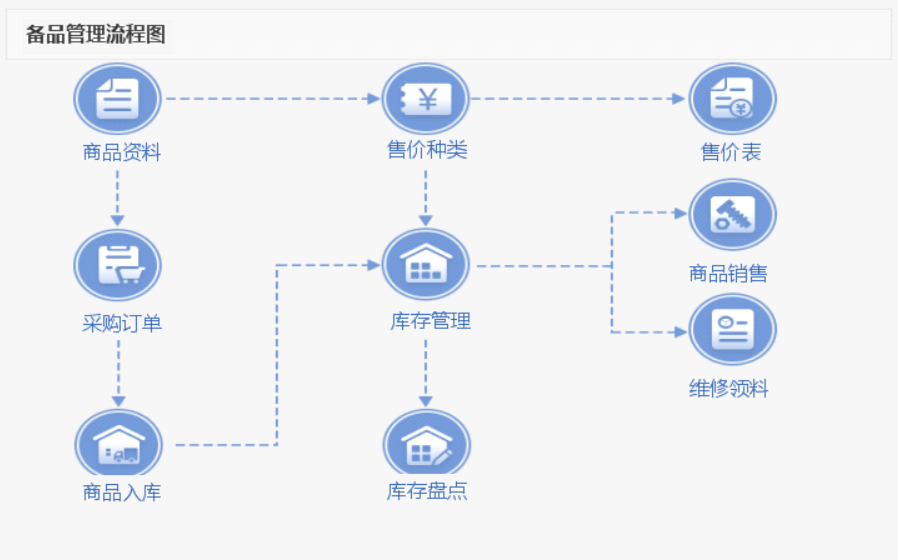 备品管理流程图
商品资料
售价种类
售价表
商品销售
采购订单
库存管理
维修领料
商品入库
库存盘点